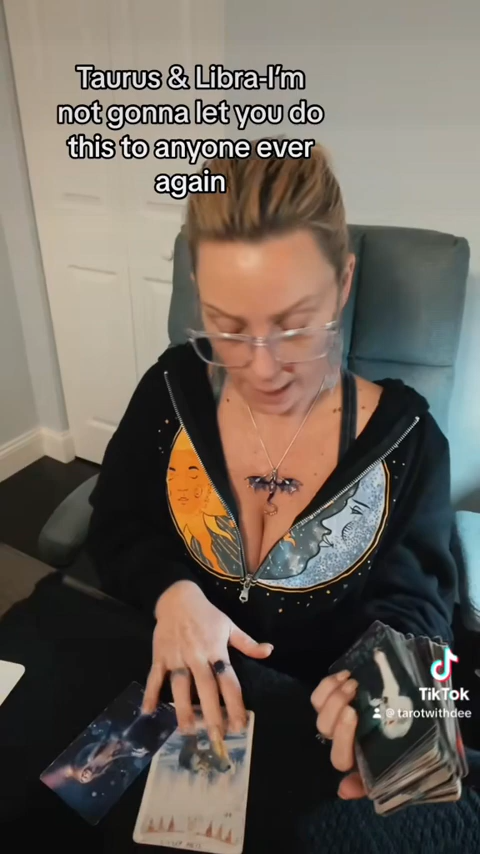 Taurus & Libra-I'm
not gonna let you do
this to anyone ever
again
TikTok
@tarotwithdee